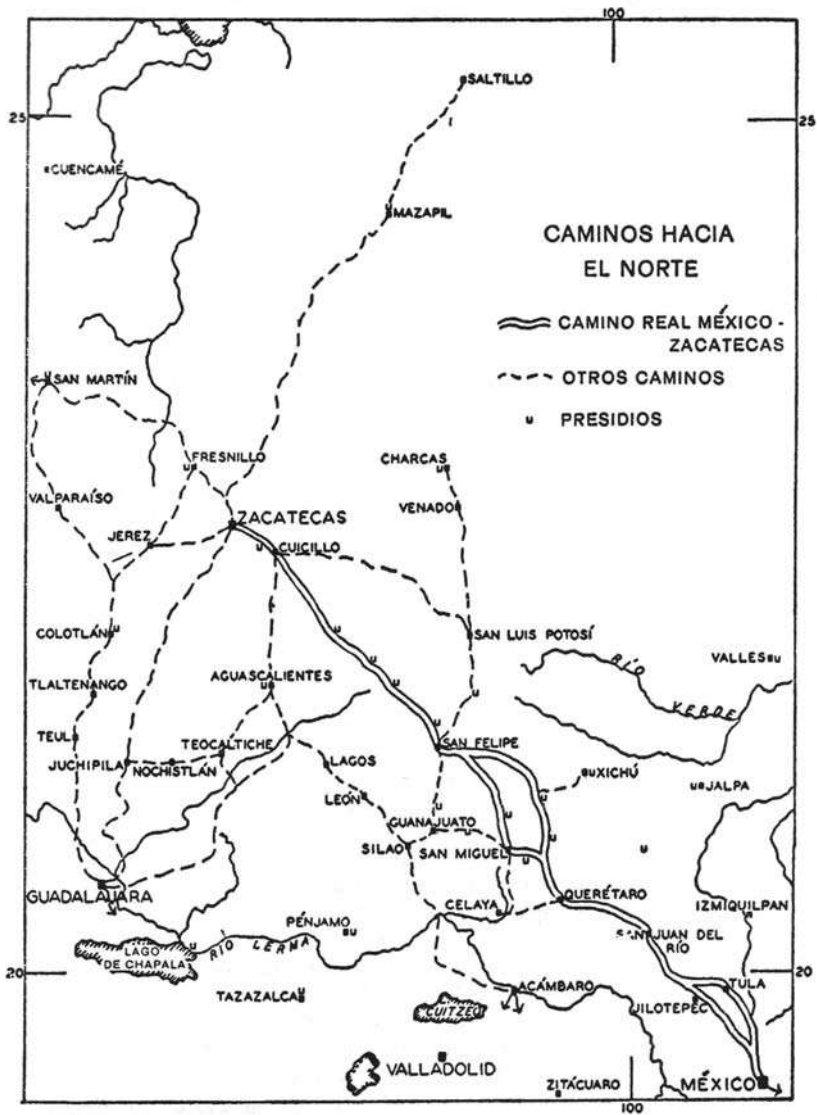 100
SALTILLO
25
25
CUENCAMÉ
MAZAPIL
CAMINOS HACIA
EL NORTE
CAMINO REAL MÉXICO -
ZACATECAS
SAN MARTÍN
OTROS CAMINOS
PRESIDIOS
FRESNILLO
CHARCAS
VALPARAÍSO
VENADO
ZACATECAS
JEREZ
CUICILLO
COLOTLÁN
SAN LUIS POTOSÍ
RÍO VERDE
VALLES
AGUASCALIENTES
TLALTENANGO
TEUL
TEOCALTICHE
SAN FELIPE
JUCHIPILA
NOCHISTLÁN
LAGOS
XICHÚ
JALPA
LEÓN
GUANAJUATO
SILAO
SAN MIGUEL
GUADALAJARA
QUERÉTARO
CELAYA
IZMIQUILPAN
PÉNJAMO
SAN JUAN DEL
RÍO
RÍO LERMA
LAGO
DE CHAPALA
20
20
TAZAZALCA
ACÁMBARO
TULA
JILOTEPEC
CUITZEO
VALLADOLID
ZITÁCUARO
MÉXICO
100